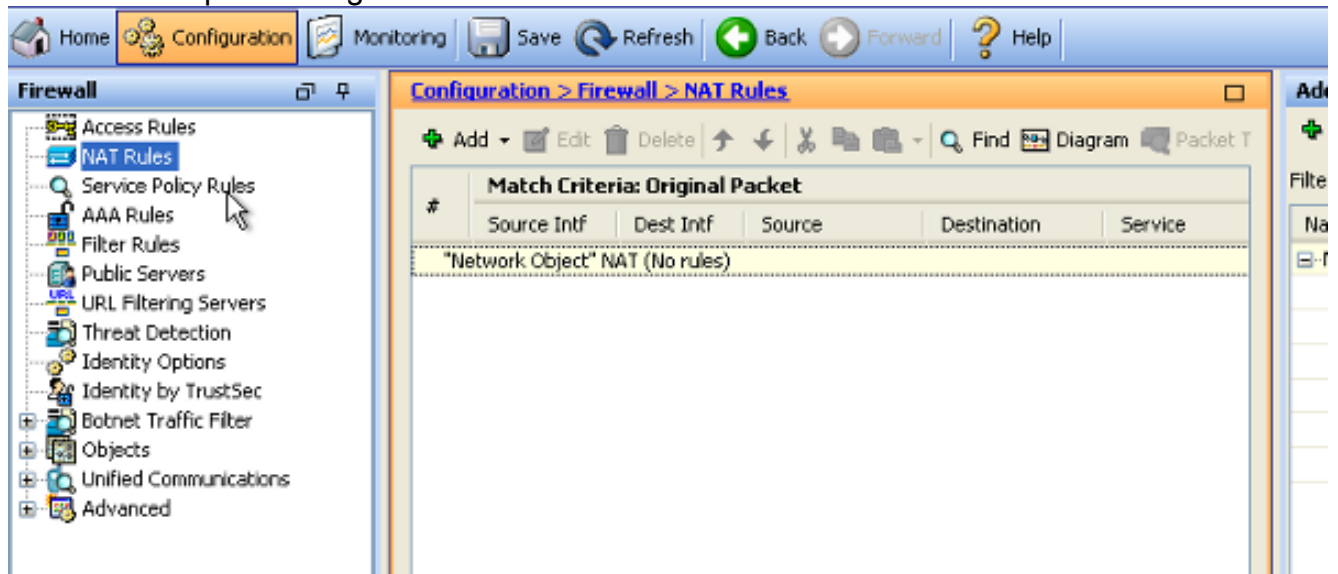 Home Configuration Monitoring Save Refresh Back Forward Help
Firewall
Access Rules
NAT Rules
Service Policy Rules
AAA Rules
Filter Rules
Public Servers
URL Filtering Servers
Threat Detection
Identity Options
Identity by TrustSec
Botnet Traffic Filter
Objects
Unified Communications
Advanced
Configuration > Firewall > NAT Rules
Add Edit Delete Find Diagram Packet T
# Match Criteria: Original Packet
Source Intf Dest Intf Source Destination Service
"Network Object" NAT (No rules)
Filte
Na